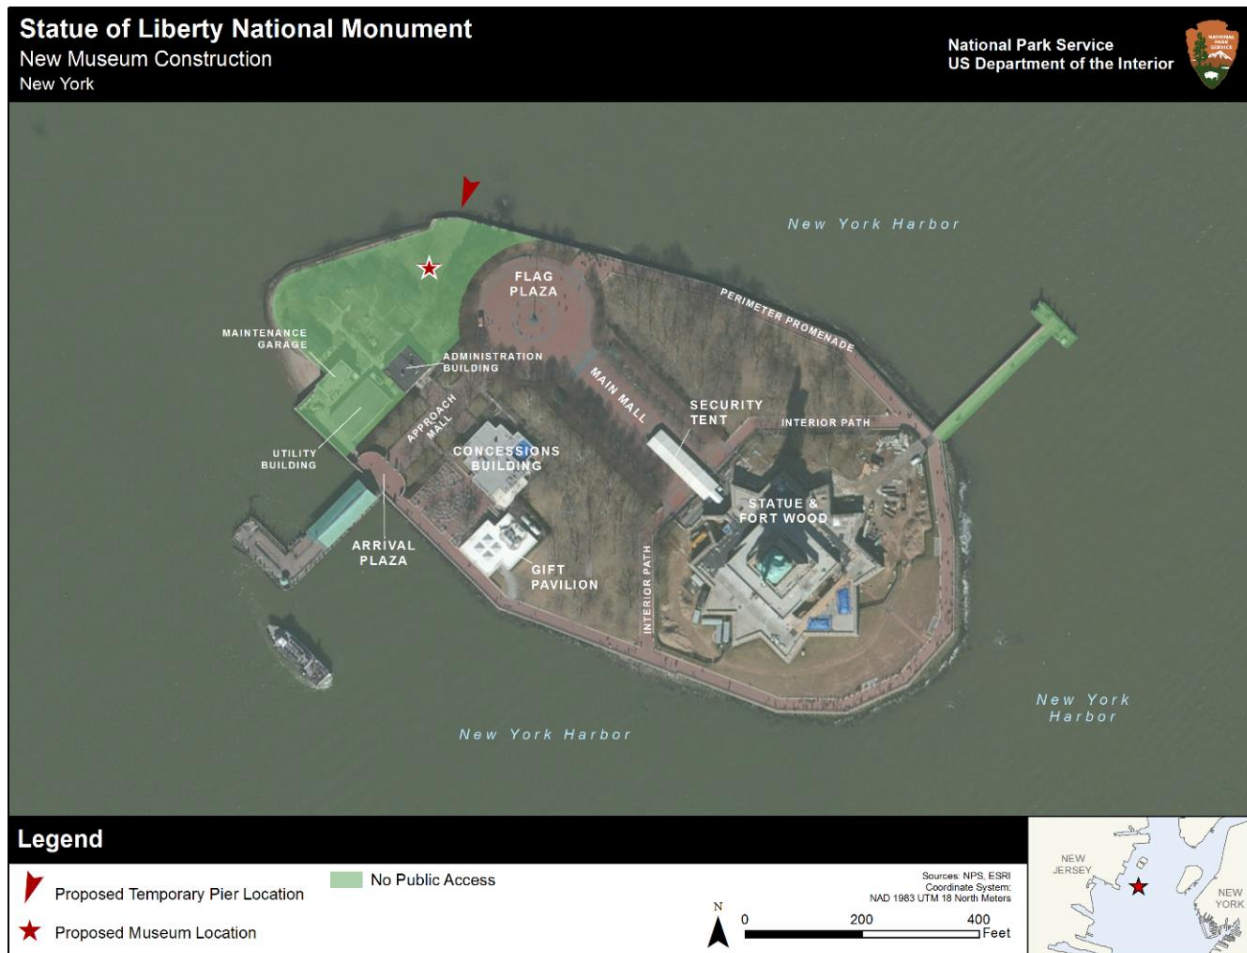 Statue of Liberty National Monument
New Museum Construction
New York
National Park Service
US Department of the Interior
NATIONAL
PARK
SERVICE
New York Harbor
FLAG
PLAZA
PERIMETER PROMENADE
MAINTENANCE
GARAGE
ADMINISTRATION
BUILDING
MAIN MALL
SECURITY
TENT
INTERIOR PATH
APPROACH
MALL
CONCESSIONS
BUILDING
UTILITY
BUILDING
STATUE &
FORT WOOD
ARRIVAL
PLAZA
GIFT
PAVILION
INTERIOR PATH
New York
Harbor
New York Harbor
Legend
Proposed Temporary Pier Location
No Public Access
Proposed Museum Location
Sources: NPS, ESRI
Coordinate System:
NAD 1983 UTM 18 North Meters
N
0 200 400
Feet
NEW
JERSEY
NEW
YORK